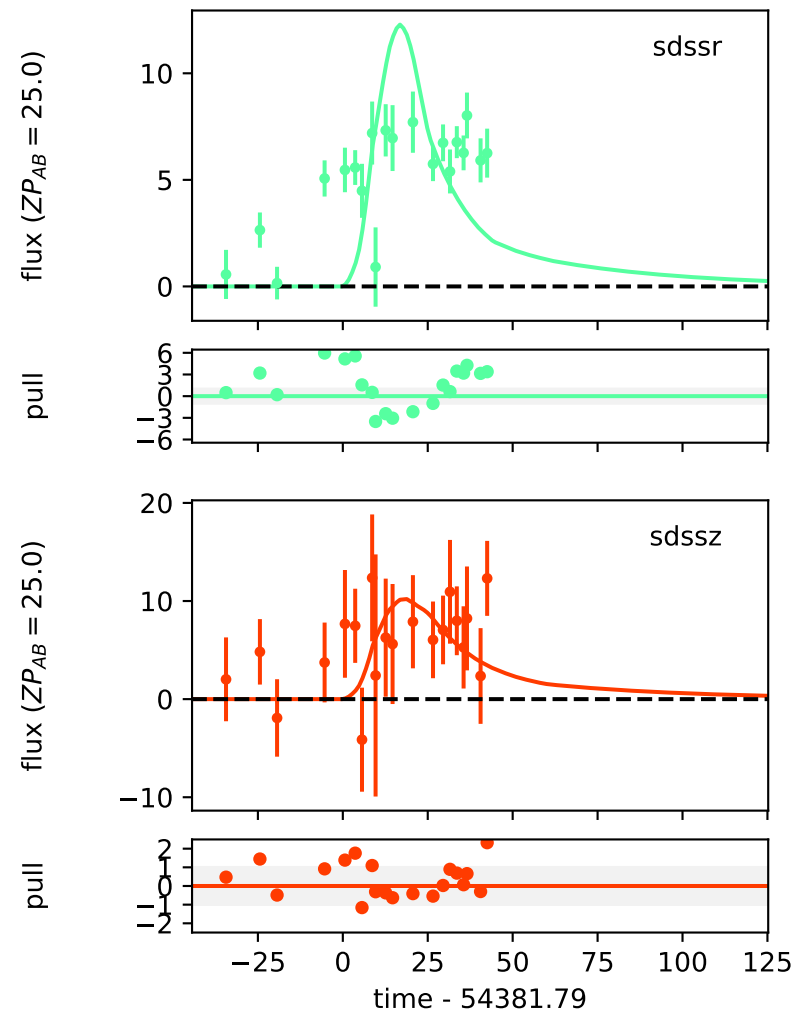 sdssr
flux (ZP_AB = 25.0)
10
5
0
pull
6
3
0
−3
−6
sdssz
flux (ZP_AB = 25.0)
20
10
0
−10
pull
2
1
0
−1
−2
−25 0 25 50 75 100 125
time - 54381.79